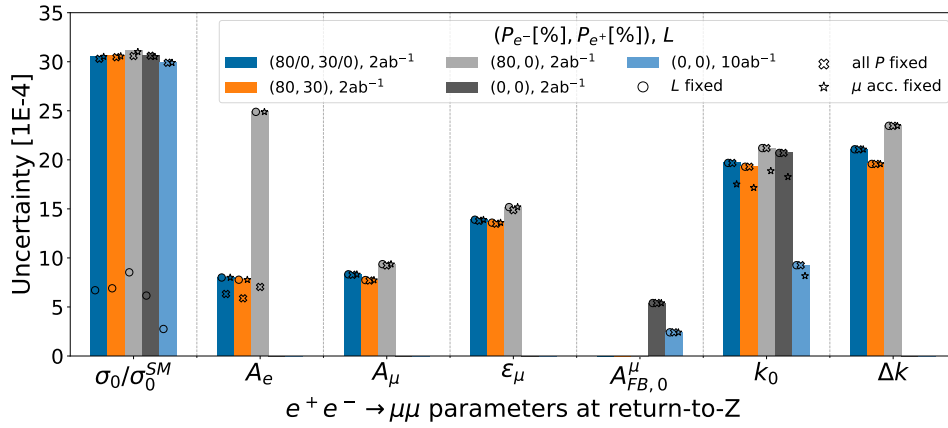 (P_{e^-}[%], P_{e^+}[%]), L
(80/0, 30/0), 2ab⁻¹
(80, 0), 2ab⁻¹
(0, 0), 10ab⁻¹
all P fixed
(80, 30), 2ab⁻¹
(0, 0), 2ab⁻¹
L fixed
μ acc. fixed
Uncertainty [1E-4]
35
30
25
20
15
10
5
0
σ₀/σ₀^{SM}
A_e
A_μ
ε_μ
A^μ_{FB, 0}
k₀
Δk
e⁺e⁻ → μμ parameters at return-to-Z